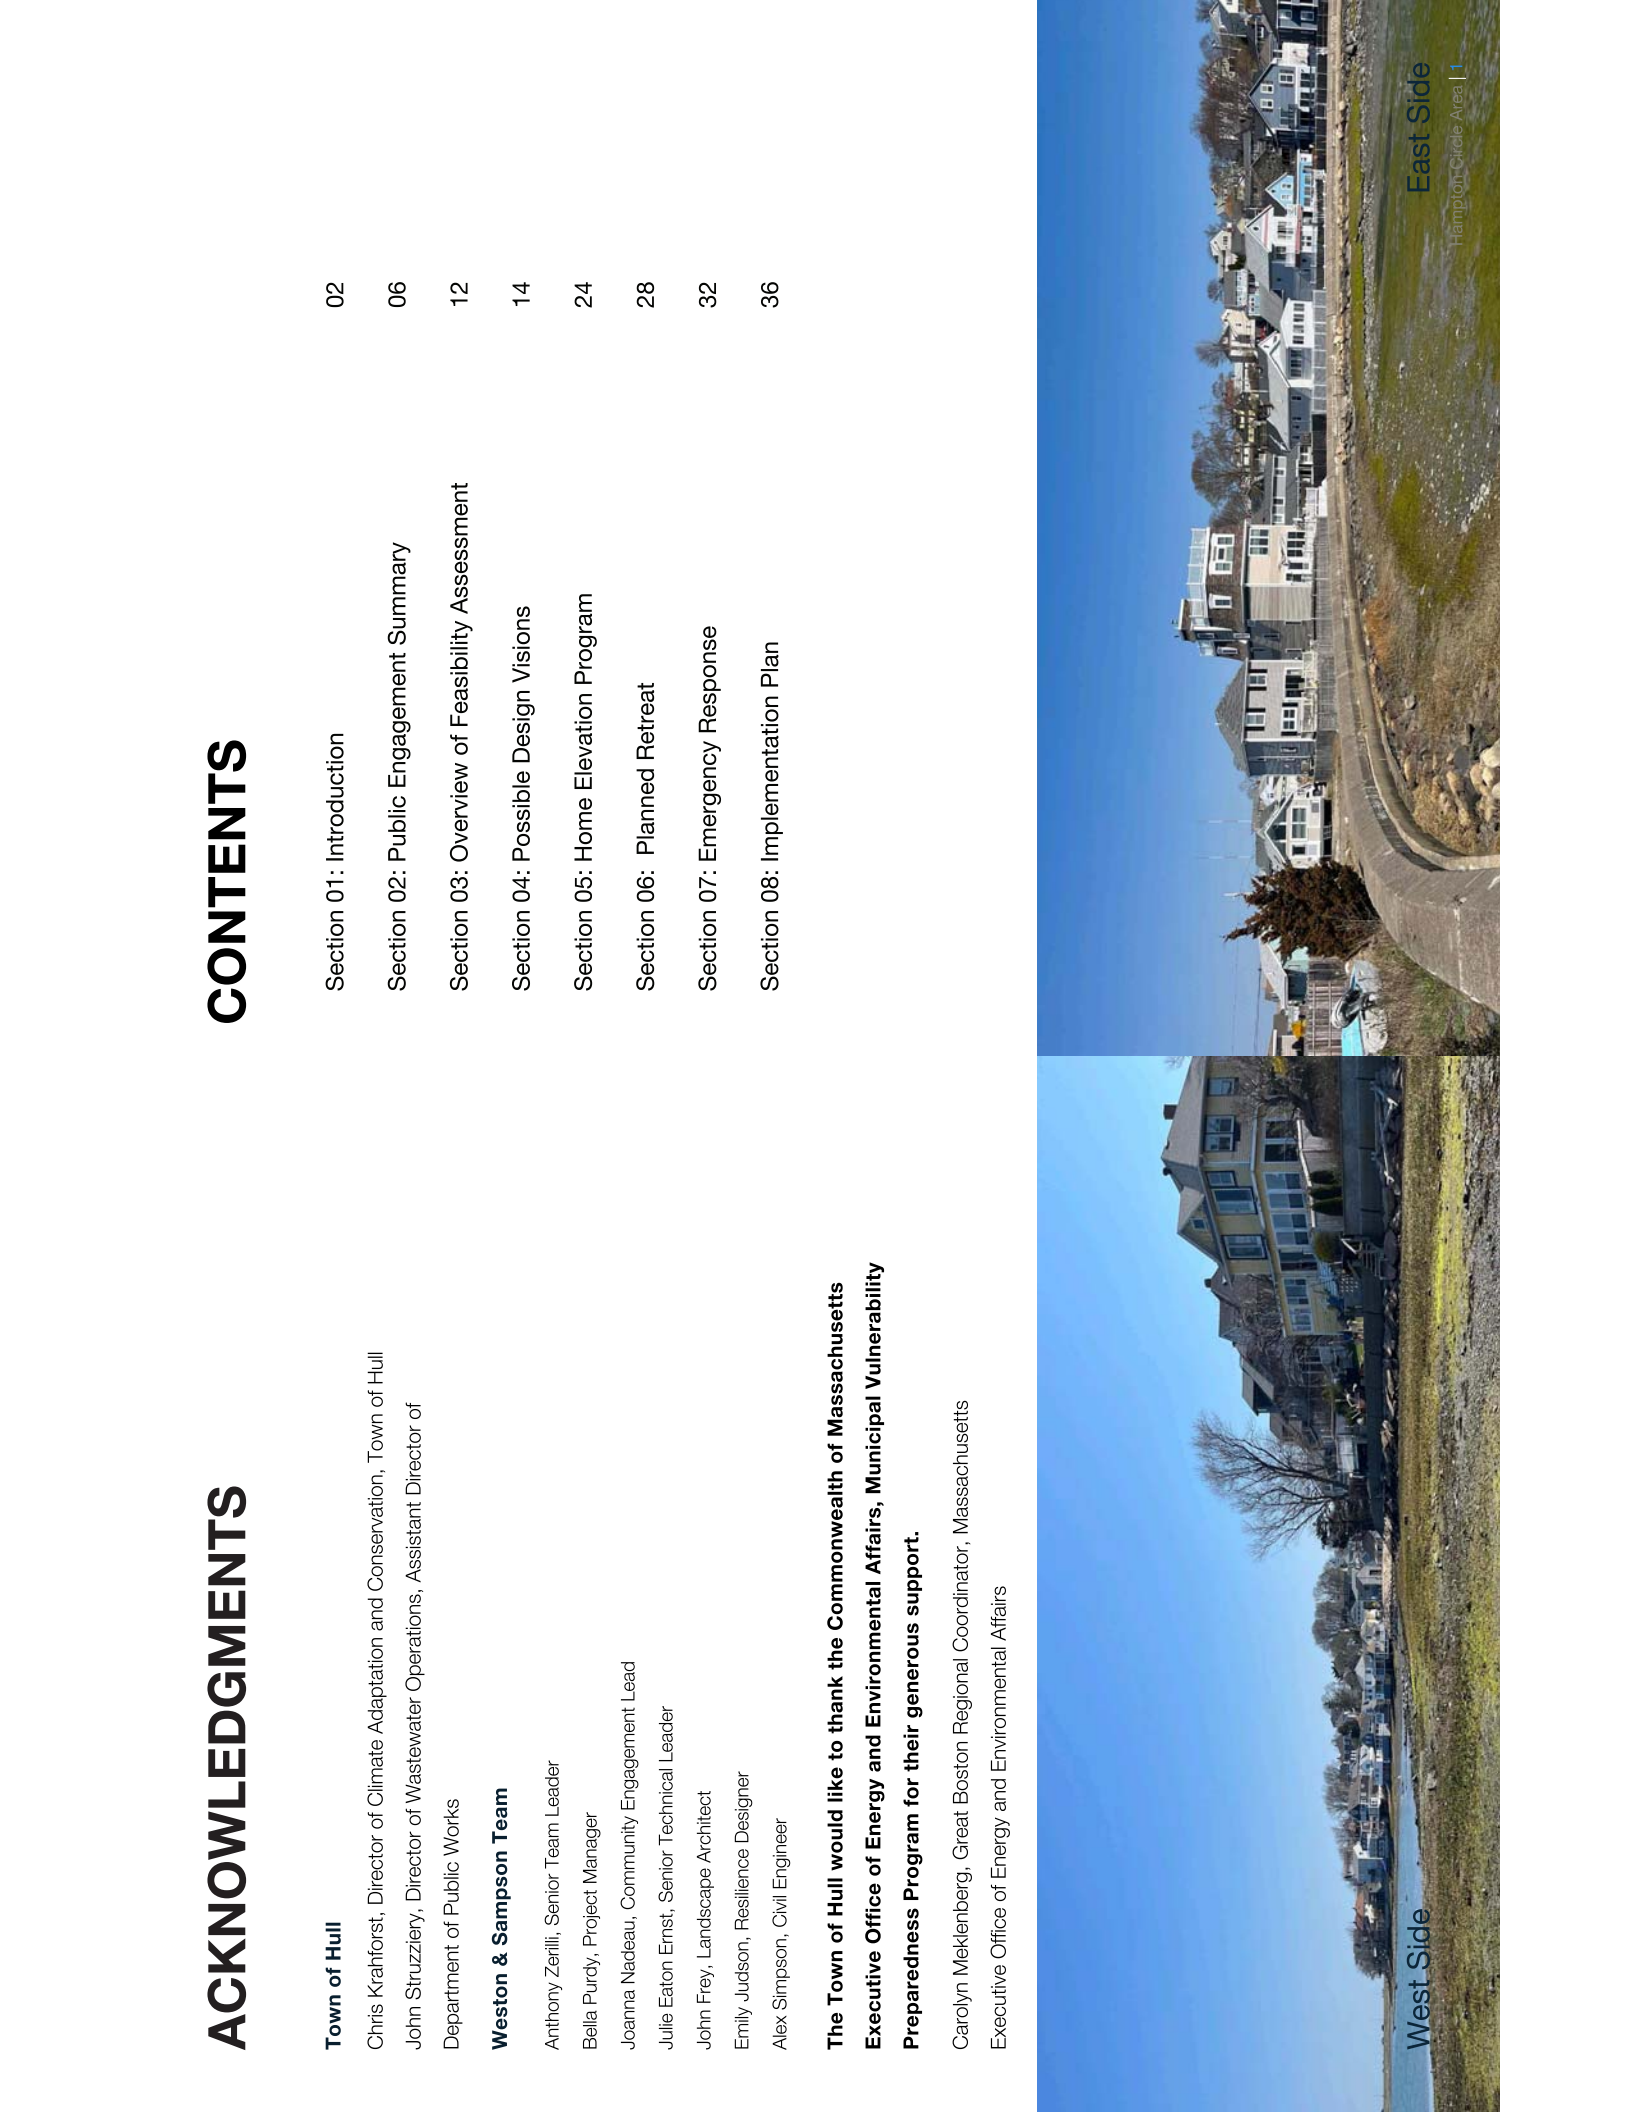 ACKNOWLEDGMENTS
Town of Hull
Chris Krahforst, Director of Climate Adaptation and Conservation, Town of Hull
John Struzziery, Director of Wastewater Operations, Assistant Director of
Department of Public Works
Weston & Sampson Team
Anthony Zerilli, Senior Team Leader
Bella Purdy, Project Manager
Joanna Nadeau, Community Engagement Lead
Julie Eaton Ernst, Senior Technical Leader
John Frey, Landscape Architect
Emily Judson, Resilience Designer
Alex Simpson, Civil Engineer
The Town of Hull would like to thank the Commonwealth of Massachusetts
Executive Office of Energy and Environmental Affairs, Municipal Vulnerability
Preparedness Program for their generous support.
Carolyn Meklenberg, Great Boston Regional Coordinator, Massachusetts
Executive Office of Energy and Environmental Affairs
West Side
CONTENTS
Section 01: Introduction 02
Section 02: Public Engagement Summary 06
Section 03: Overview of Feasibility Assessment 12
Section 04: Possible Design Visions 14
Section 05: Home Elevation Program 24
Section 06: Planned Retreat 28
Section 07: Emergency Response 32
Section 08: Implementation Plan 36
East Side
Hampton Circle Area | 1